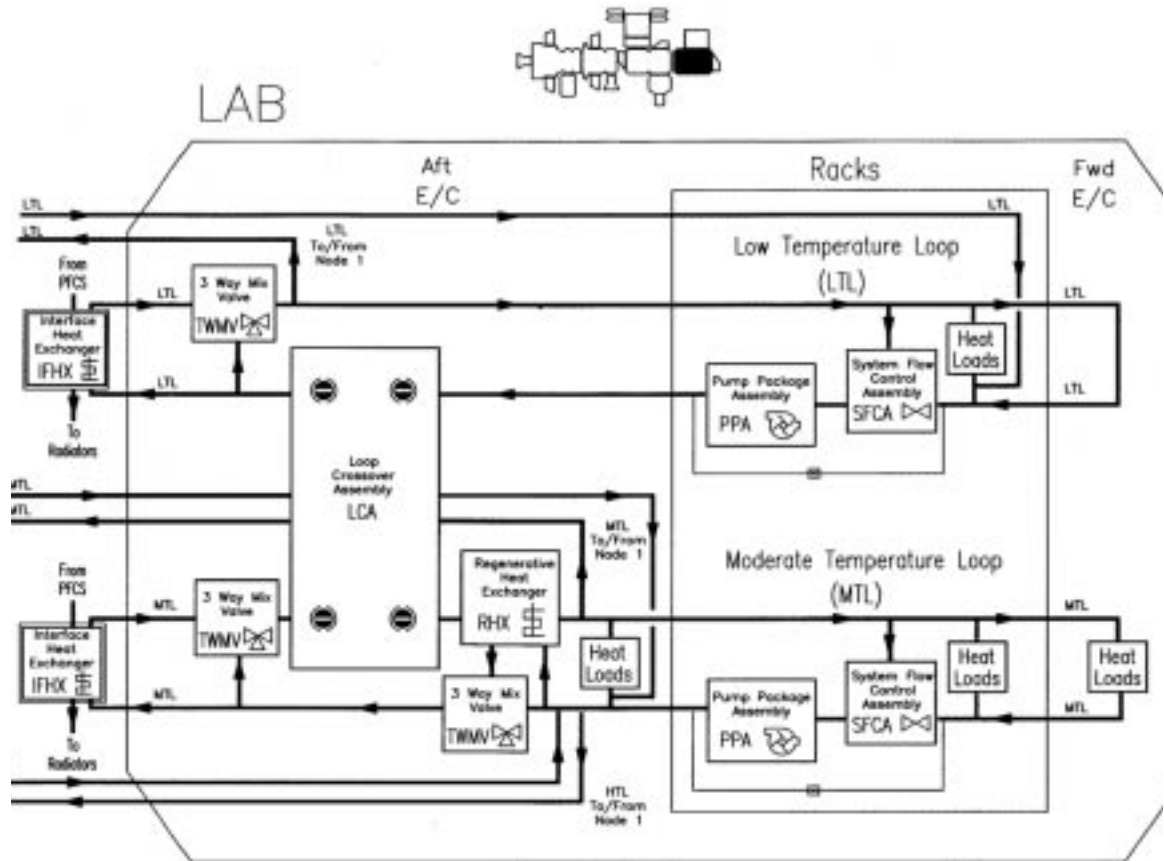 LAB
Aft
E/C
Racks
Fwd
E/C
LTL
LTL
LTL
LTL
To/From
Node 1
Low Temperature Loop
(LTL)
From
PFCS
LTL
3 Way Mix
Valve
TWMV
LTL
Interface
Heat
Exchanger
IFHX
Heat
Loads
LTL
Pump Package
Assembly
PPA
System Flow
Control
Assembly
SFCA
LTL
To
Radiators
Loop
Crossover
Assembly
LCA
MTL
MTL
MTL
To/From
Node 1
Moderate Temperature Loop
(MTL)
From
PFCS
MTL
3 Way Mix
Valve
TWMV
Regenerative
Heat
Exchanger
RHX
MTL
Interface
Heat
Exchanger
IFHX
Heat
Loads
Heat
Loads
Heat
Loads
MTL
3 Way Mix
Valve
TWMV
Pump Package
Assembly
PPA
System Flow
Control
Assembly
SFCA
MTL
To
Radiators
HTL
To/From
Node 1